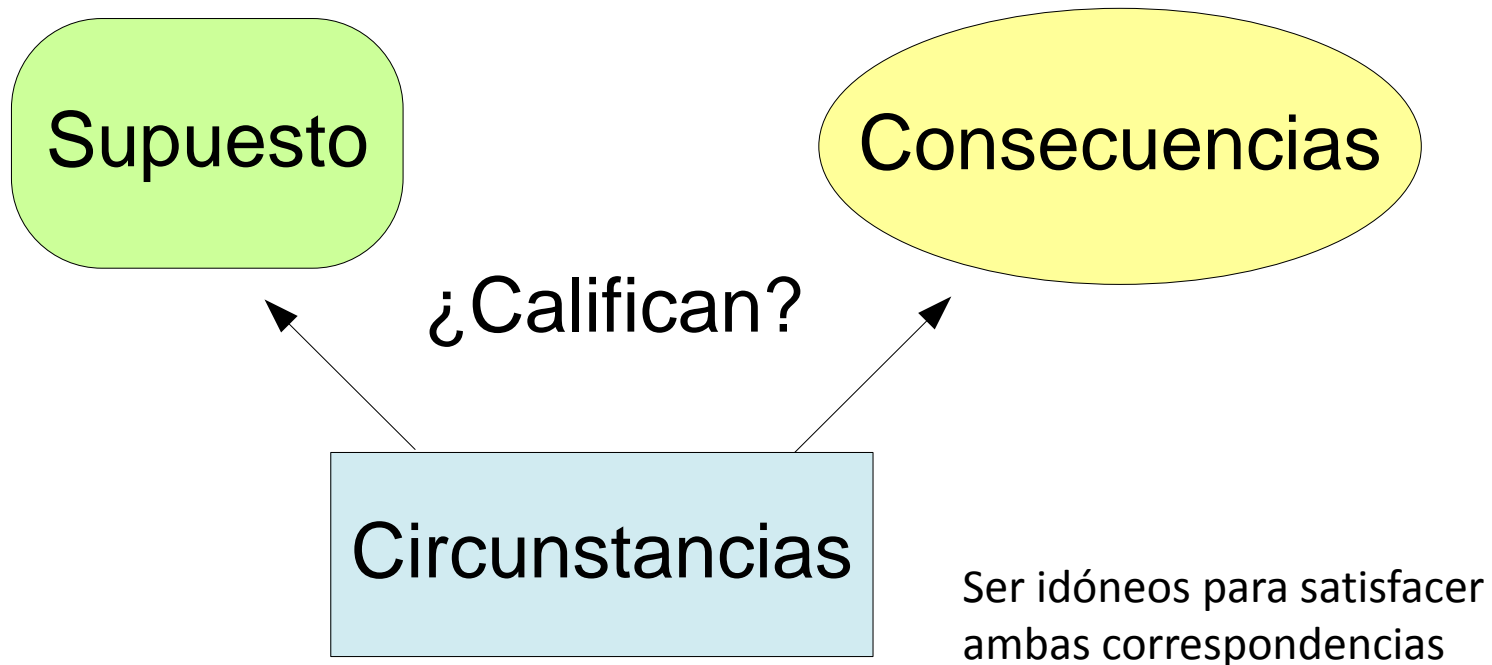 Supuesto
Consecuencias
¿Califican?
Circunstancias
Ser idóneos para satisfacer
ambas correspondencias